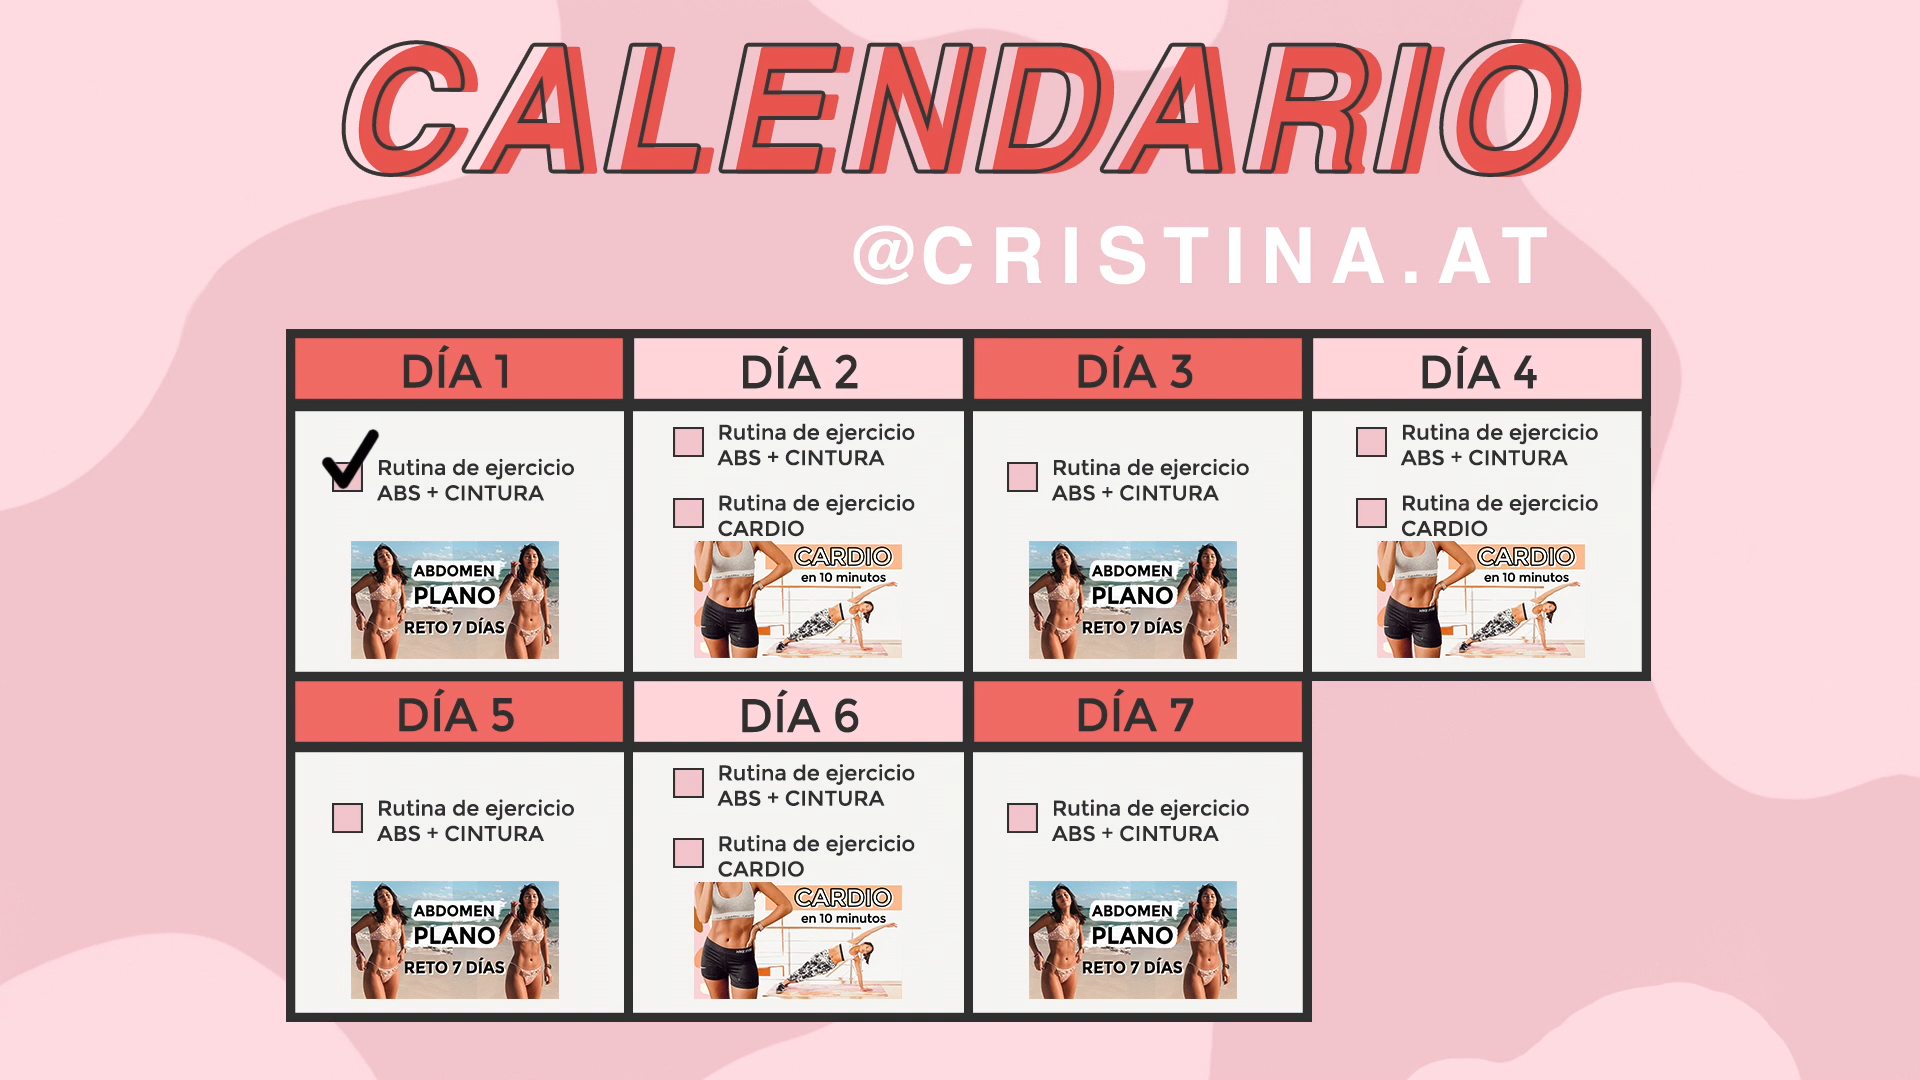 CALENDARIO
@CRISTINA.AT
DÍA 1
DÍA 2
DÍA 3
DÍA 4
Rutina de ejercicio
ABS + CINTURA
ABDOMEN
PLANO
RETO 7 DÍAS
Rutina de ejercicio
ABS + CINTURA
Rutina de ejercicio
CARDIO
CARDIO
en 10 minutos
Rutina de ejercicio
ABS + CINTURA
ABDOMEN
PLANO
RETO 7 DÍAS
Rutina de ejercicio
ABS + CINTURA
Rutina de ejercicio
CARDIO
CARDIO
en 10 minutos
DÍA 5
DÍA 6
DÍA 7
Rutina de ejercicio
ABS + CINTURA
ABDOMEN
PLANO
RETO 7 DÍAS
Rutina de ejercicio
ABS + CINTURA
Rutina de ejercicio
CARDIO
CARDIO
en 10 minutos
Rutina de ejercicio
ABS + CINTURA
ABDOMEN
PLANO
RETO 7 DÍAS